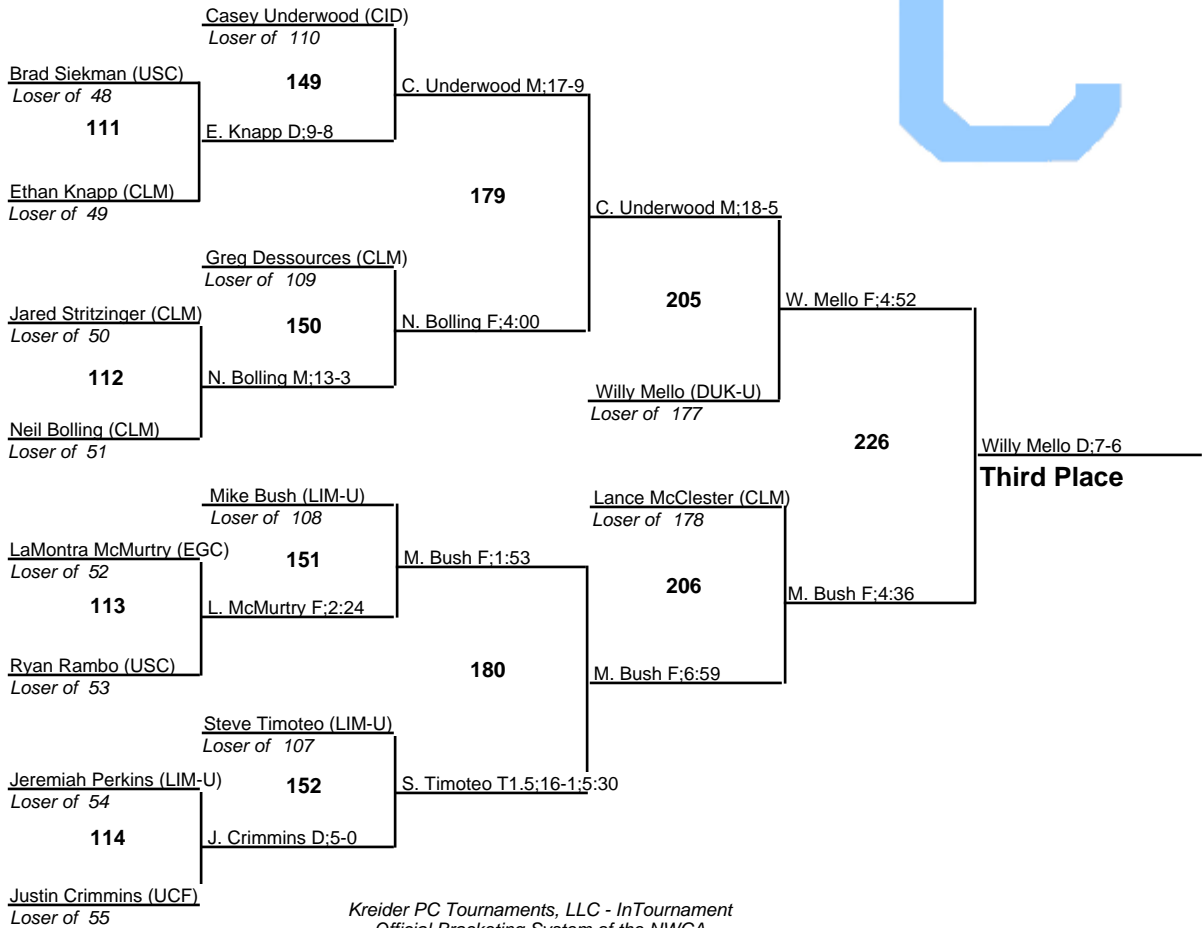 Casey Underwood (CID)
Loser of 110
Brad Siekman (USC)
149
C. Underwood M;17-9
Loser of 48
111
E. Knapp D;9-8
Ethan Knapp (CLM)
179
Loser of 49
C. Underwood M;18-5
Greg Dessources (CLM)
Loser of 109
205
W. Mello F;4:52
Jared Stritzinger (CLM)
150
N. Bolling F;4:00
Loser of 50
112
N. Bolling M;13-3
Willy Mello (DUK-U)
Loser of 177
Neil Bolling (CLM)
226
Willy Mello D;7-6
Loser of 51
Third Place
Mike Bush (LIM-U)
Lance McClester (CLM)
Loser of 108
Loser of 178
LaMontra McMurtry (EGC)
151
M. Bush F;1:53
Loser of 52
206
M. Bush F;4:36
113
L. McMurtry F;2:24
Ryan Rambo (USC)
180
M. Bush F;6:59
Loser of 53
Steve Timoteo (LIM-U)
Loser of 107
Jeremiah Perkins (LIM-U)
152
S. Timoteo T1.5;16-1;5:30
Loser of 54
114
J. Crimmins D;5-0
Justin Crimmins (UCF)
Loser of 55
Kreider PC Tournaments, LLC - InTournament
Official Bracketing System of the NWCA